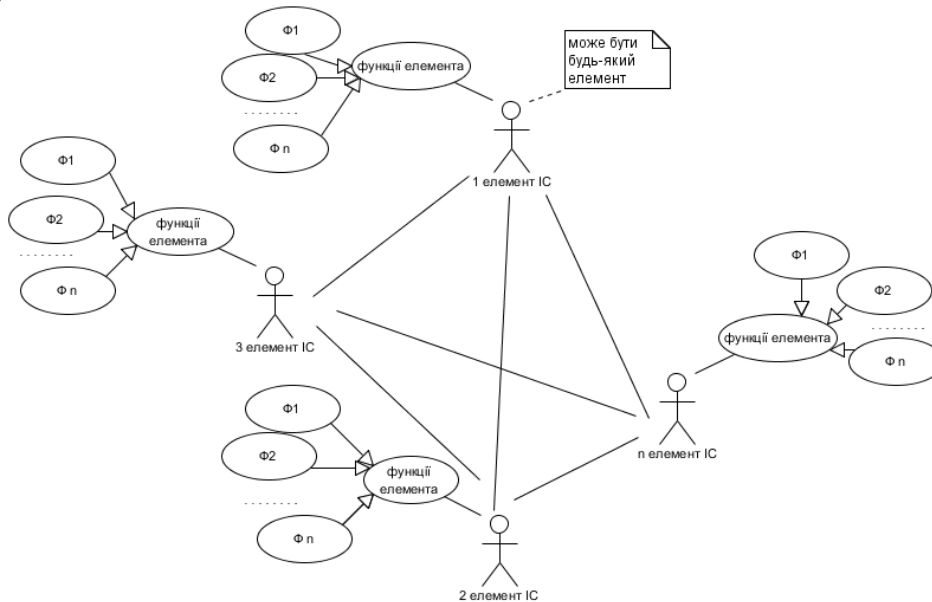 Ф1
функції елемента
Ф2
. . . . . . . .
Ф n
може бути
будь-який
елемент
1 елемент ІС
Ф1
функції
елемента
Ф2
. . . . . . . .
Ф n
3 елемент ІС
Ф1
Ф2
функції елемента
. . . . . . . .
Ф n
n елемент ІС
Ф1
Ф2
функції
елемента
. . . . . . . .
Ф n
2 елемент ІС